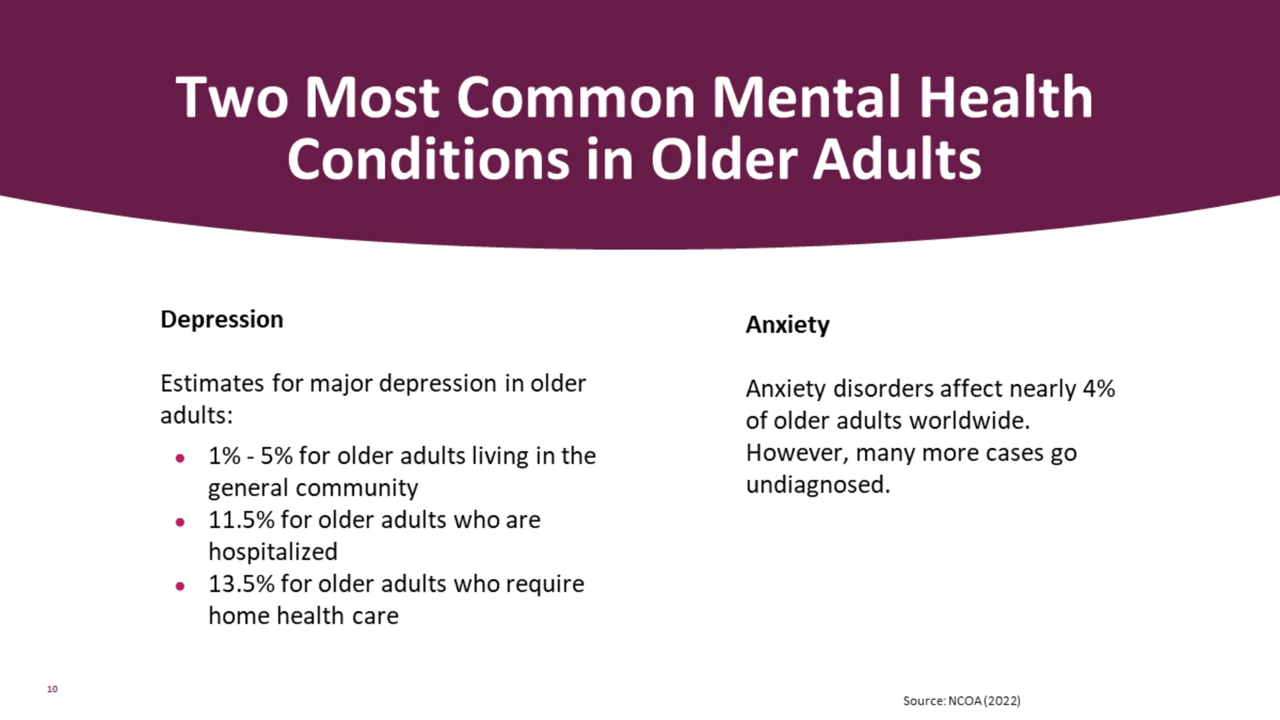 Two Most Common Mental Health
Conditions in Older Adults
Depression
Estimates for major depression in older
adults:
• 1% - 5% for older adults living in the
general community
• 11.5% for older adults who are
hospitalized
• 13.5% for older adults who require
home health care
Anxiety
Anxiety disorders affect nearly 4%
of older adults worldwide.
However, many more cases go
undiagnosed.
10
Source: NCOA (2022)